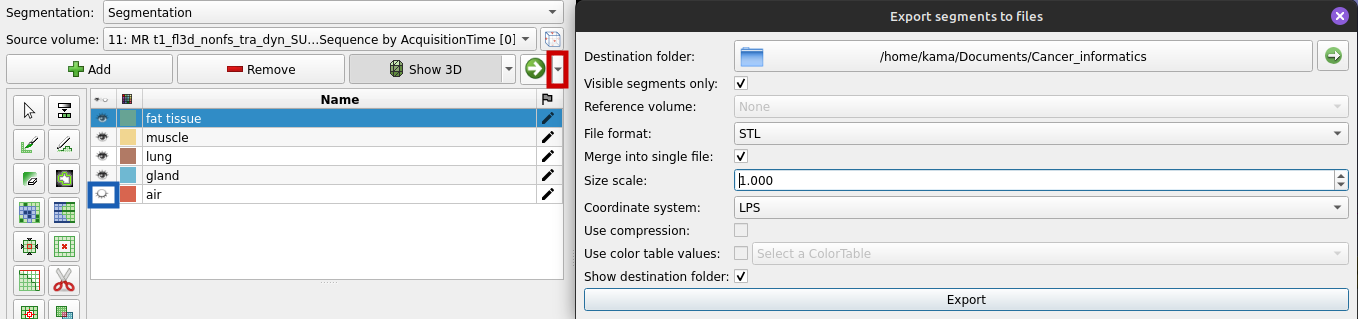 Segmentation: Segmentation
Source volume: 11: MR t1_fl3d_nonfs_tra_dyn_SU...Sequence by AcquisitionTime [0]
Add Remove Show 3D
Name
fat tissue
muscle
lung
gland
air
Export segments to files
Destination folder: /home/kama/Documents/Cancer_informatics
Visible segments only:
Reference volume: None
File format: STL
Merge into single file:
Size scale: 1.000
Coordinate system: LPS
Use compression:
Use color table values: Select a ColorTable
Show destination folder:
Export